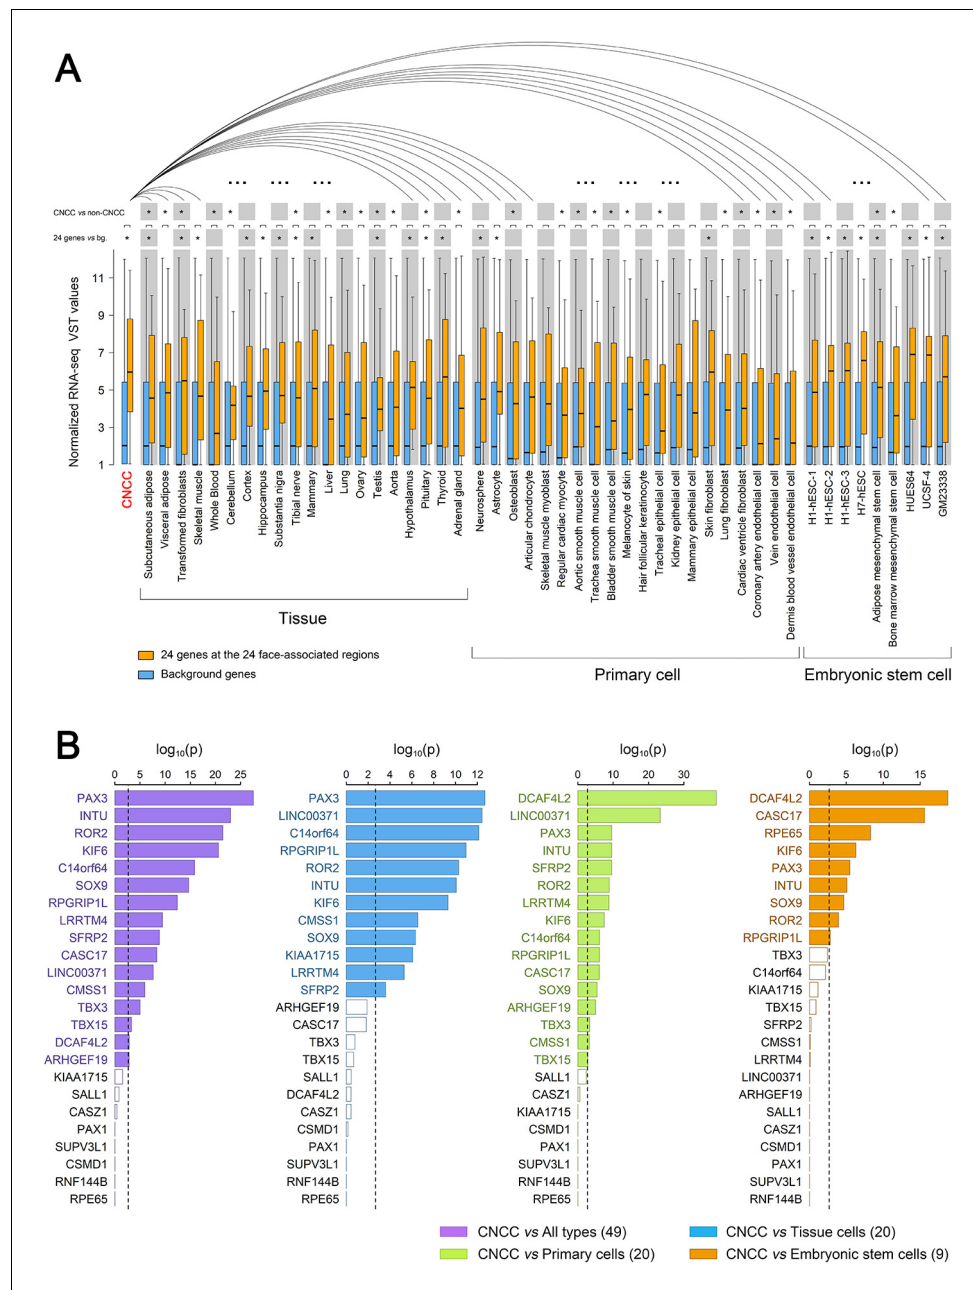 A
CNCC vs non-CNCC
24 genes vs bg.
Normalized RNA-seq VST values
11
9
7
5
3
1
CNCC
Subcutaneous adipose
Visceral adipose
Transformed fibroblasts
Skeletal muscle
Whole Blood
Cerebellum
Cortex
Hippocampus
Substantia nigra
Tibial nerve
Mammary
Liver
Lung
Ovary
Testis
Aorta
Hypothalamus
Pituitary
Thyroid
Adrenal gland
Neurosphere
Astrocyte
Osteoblast
Articular chondrocyte
Skeletal muscle myoblast
Regular cardiac myocyte
Aortic smooth muscle cell
Trachea smooth muscle cell
Bladder smooth muscle cell
Melanocyte of skin
Hair follicular keratinocyte
Tracheal epithelial cell
Kidney epithelial cell
Mammary epithelial cell
Skin fibroblast
Lung fibroblast
Cardiac ventricle fibroblast
Coronary artery endothelial cell
Vein endothelial cell
Dermis blood vessel endothelial cell
H1-hESC-1
H1-hESC-2
H1-hESC-3
H7-hESC
Adipose mesenchymal stem cell
Bone marrow mesenchymal stem cell
HUES64
UCSF-4
GM23338
Tissue
Primary cell
Embryonic stem cell
24 genes at the 24 face-associated regions
Background genes
B
log10(p)
0 5 10 15 20 25
PAX3
INTU
ROR2
KIF6
C14orf64
SOX9
RPGRIP1L
LRRTM4
SFRP2
CASC17
LINC00371
CMSS1
TBX3
TBX15
DCAF4L2
ARHGEF19
KIAA1715
SALL1
CASZ1
PAX1
SUPV3L1
CSMD1
RNF144B
RPE65
log10(p)
0 2 4 6 8 10 12
PAX3
LINC00371
C14orf64
RPGRIP1L
ROR2
INTU
KIF6
CMSS1
SOX9
KIAA1715
LRRTM4
SFRP2
ARHGEF19
CASC17
TBX3
TBX15
SALL1
DCAF4L2
CASZ1
CSMD1
PAX1
SUPV3L1
RNF144B
RPE65
log10(p)
0 10 20 30
DCAF4L2
LINC00371
PAX3
INTU
SFRP2
ROR2
LRRTM4
KIF6
C14orf64
RPGRIP1L
CASC17
SOX9
ARHGEF19
TBX3
CMSS1
TBX15
SALL1
CASZ1
KIAA1715
CSMD1
PAX1
SUPV3L1
RNF144B
RPE65
log10(p)
0 5 10 15
DCAF4L2
CASC17
RPE65
KIF6
PAX3
INTU
SOX9
ROR2
RPGRIP1L
TBX3
C14orf64
KIAA1715
TBX15
SFRP2
CMSS1
LRRTM4
LINC00371
ARHGEF19
SALL1
CASZ1
CSMD1
PAX1
SUPV3L1
RNF144B
CNCC vs All types (49)
CNCC vs Tissue cells (20)
CNCC vs Primary cells (20)
CNCC vs Embryonic stem cells (9)